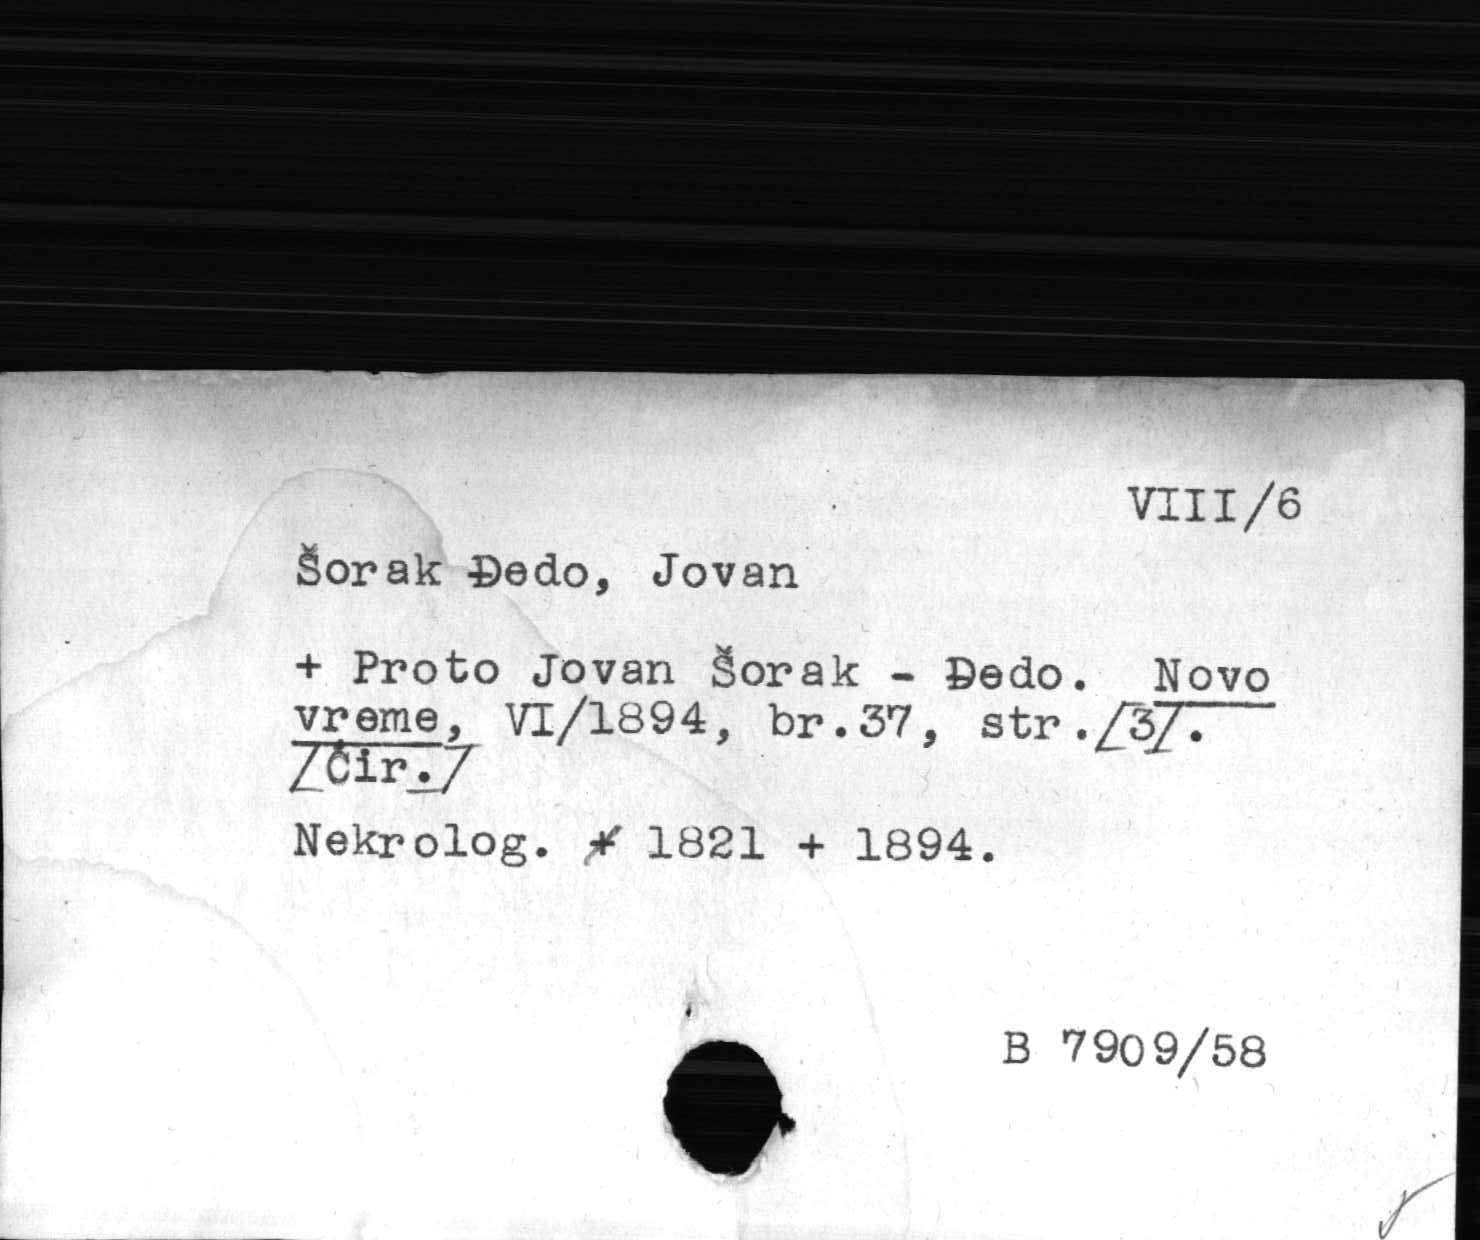 VIII/6
Šorak Đedo, Jovan
+ Proto Jovan Šorak - Đedo. Novo
vreme, VI/1894, br.37, str./3/.
/Ćir./
Nekrolog. * 1821 + 1894.
B 7909/58